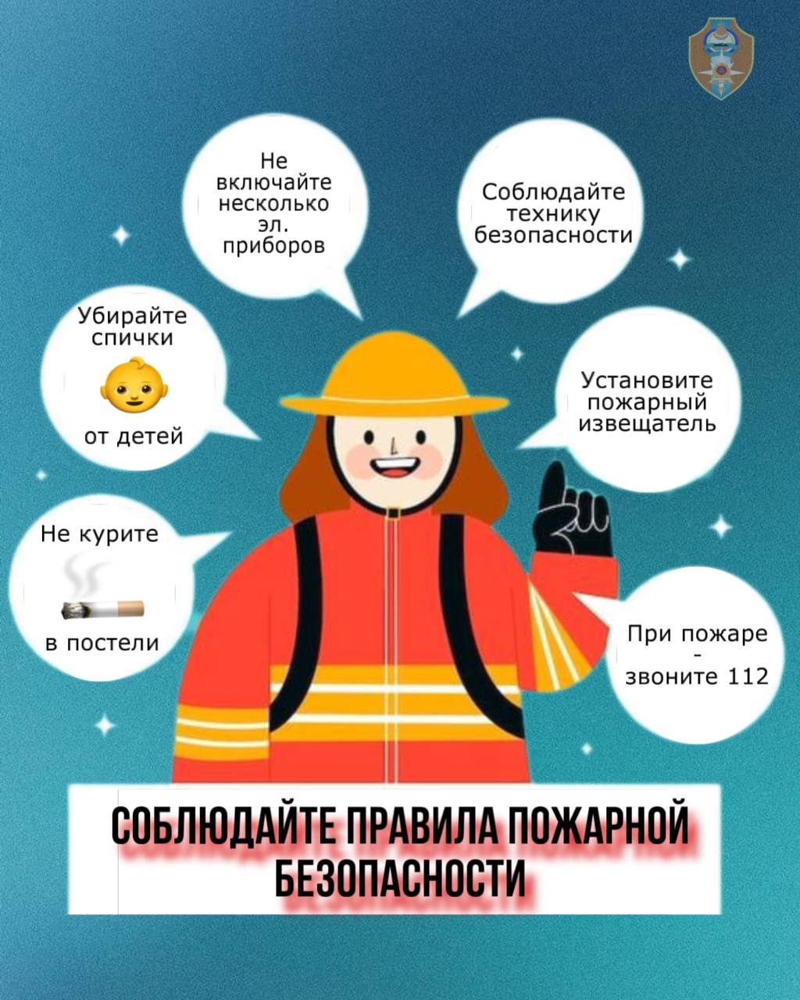 Не
включайте
несколько
эл.
приборов
Соблюдайте
технику
безопасности
Убирайте
спички
от детей
Установите
пожарный
извещатель
Не курите
в постели
При пожаре
-
звоните 112
СОБЛЮДАЙТЕ ПРАВИЛА ПОЖАРНОЙ
БЕЗОПАСНОСТИ